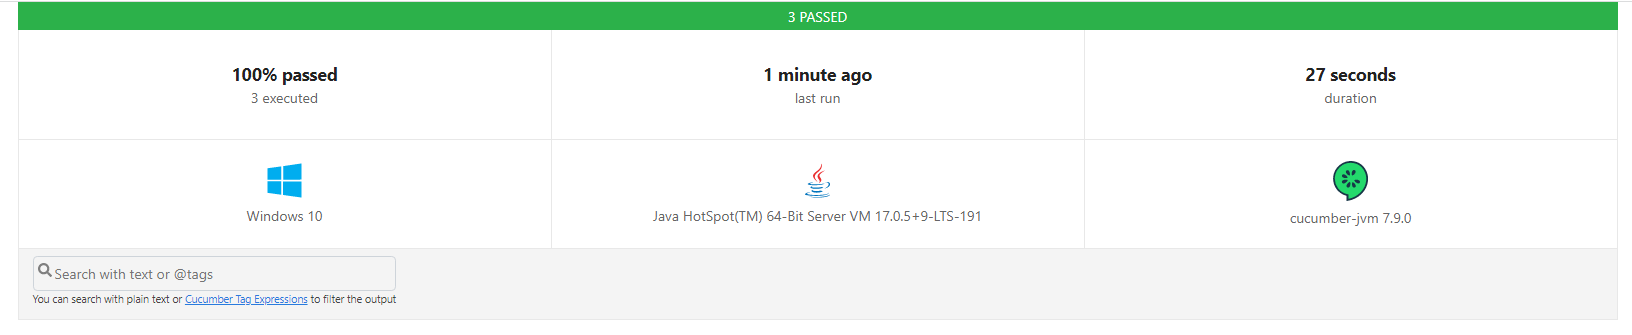 3 PASSED
100% passed
3 executed
1 minute ago
last run
27 seconds
duration
Windows 10
Java HotSpot(TM) 64-Bit Server VM 17.0.5+9-LTS-191
cucumber-jvm 7.9.0
Search with text or @tags
You can search with plain text or Cucumber Tag Expressions to filter the output